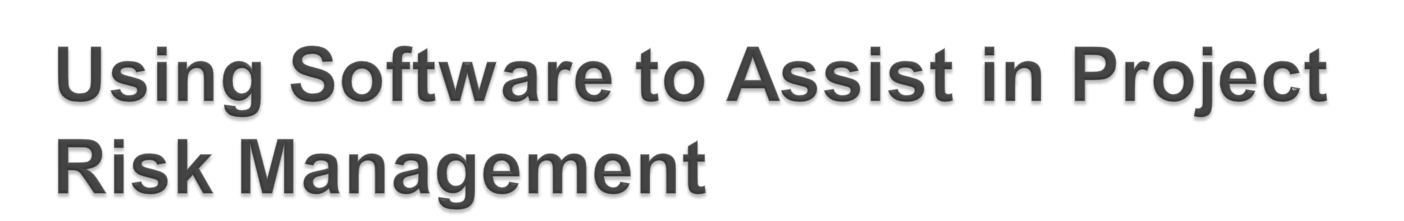 Using Software to Assist in Project
Risk Management